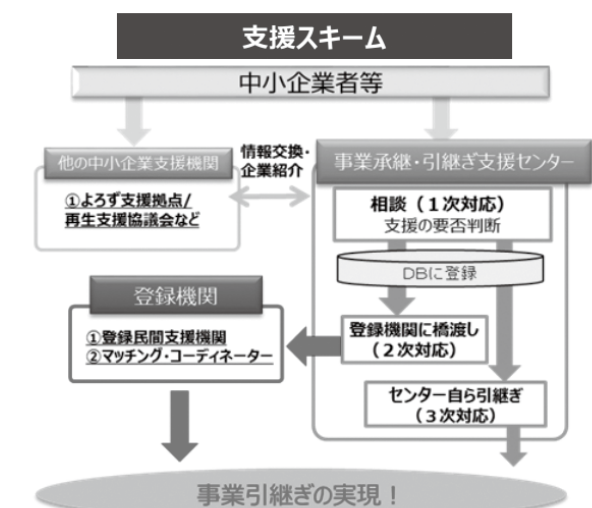 支援スキーム
中小企業者等
他の中小企業支援機関
①よろず支援拠点/
再生支援協議会など
情報交換・
企業紹介
事業承継・引継ぎ支援センター
相談（１次対応）
支援の要否判断
DBに登録
登録機関に橋渡し
（２次対応）
センター自ら引継ぎ
（３次対応）
登録機関
①登録民間支援機関
②マッチング・コーディネーター
事業引継ぎの実現！